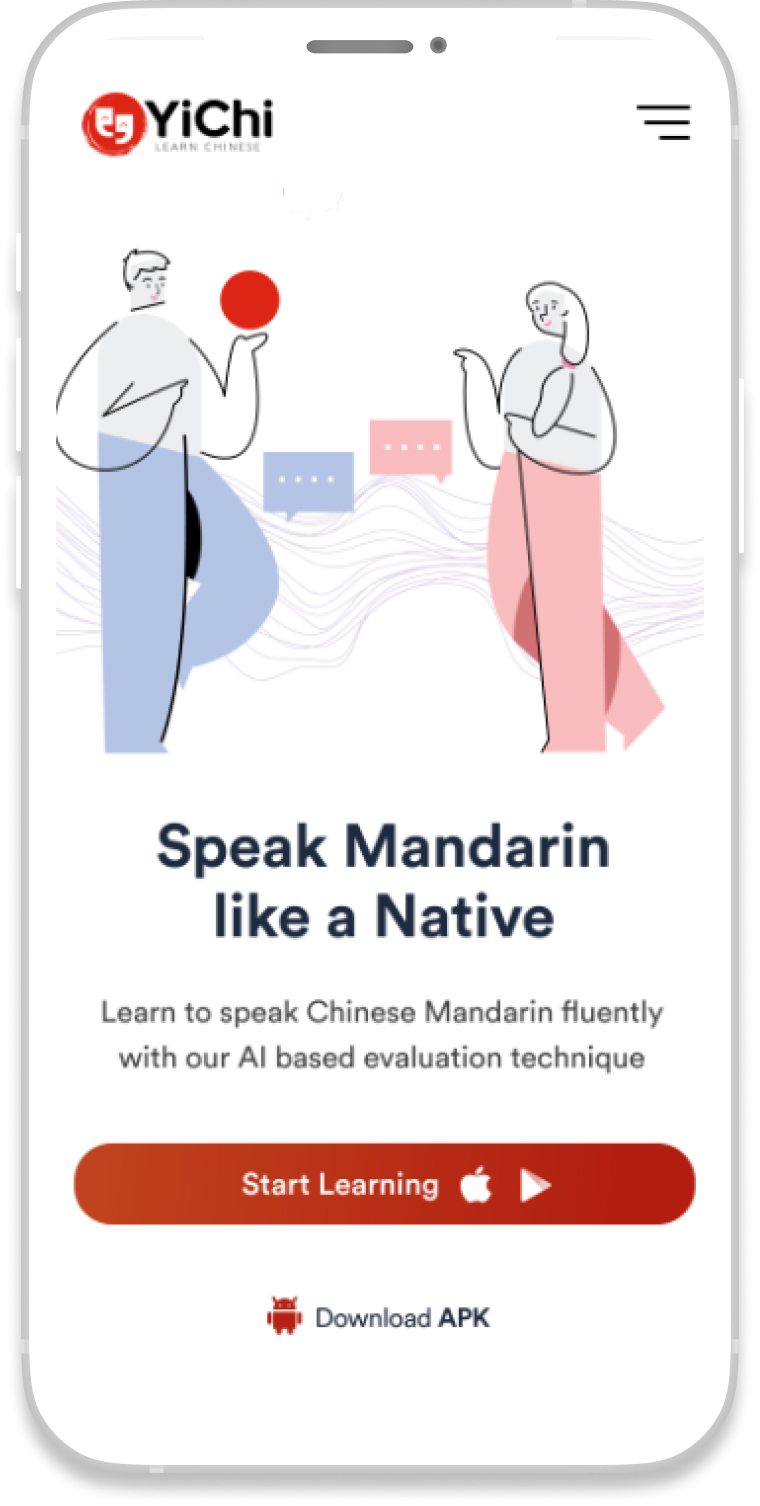 YiChi
LEARN CHINESE
Speak Mandarin
like a Native
Learn to speak Chinese Mandarin fluently
with our AI based evaluation technique
Start Learning
Download APK